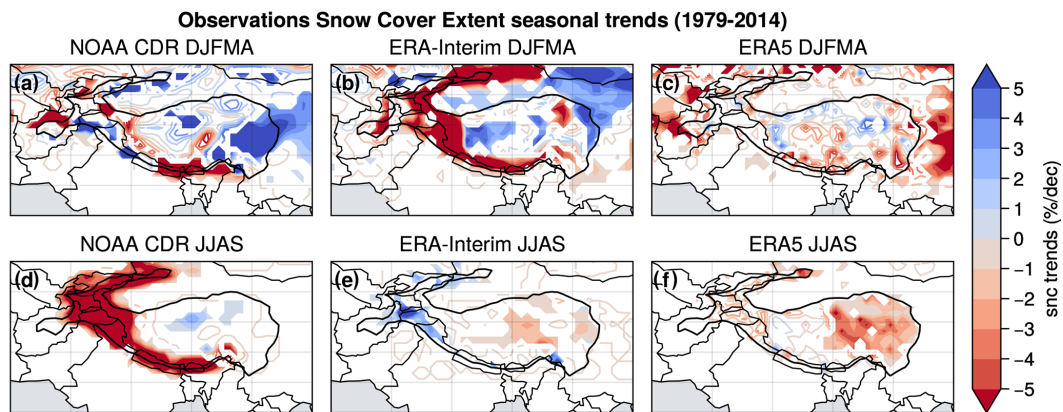 Observations Snow Cover Extent seasonal trends (1979-2014)
NOAA CDR DJFMA
ERA-Interim DJFMA
ERA5 DJFMA
(a)
(b)
(c)
NOAA CDR JJAS
ERA-Interim JJAS
ERA5 JJAS
(d)
(e)
(f)
5
4
3
2
1
0
−1
−2
−3
−4
−5
snc trends (%/dec)